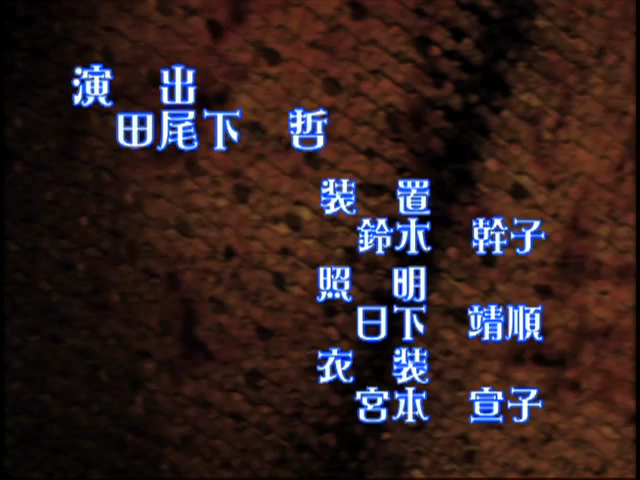 演　出
田尾下　哲
装　置
鈴木　幹子
照　明
日下　靖順
衣　装
宮本　宣子